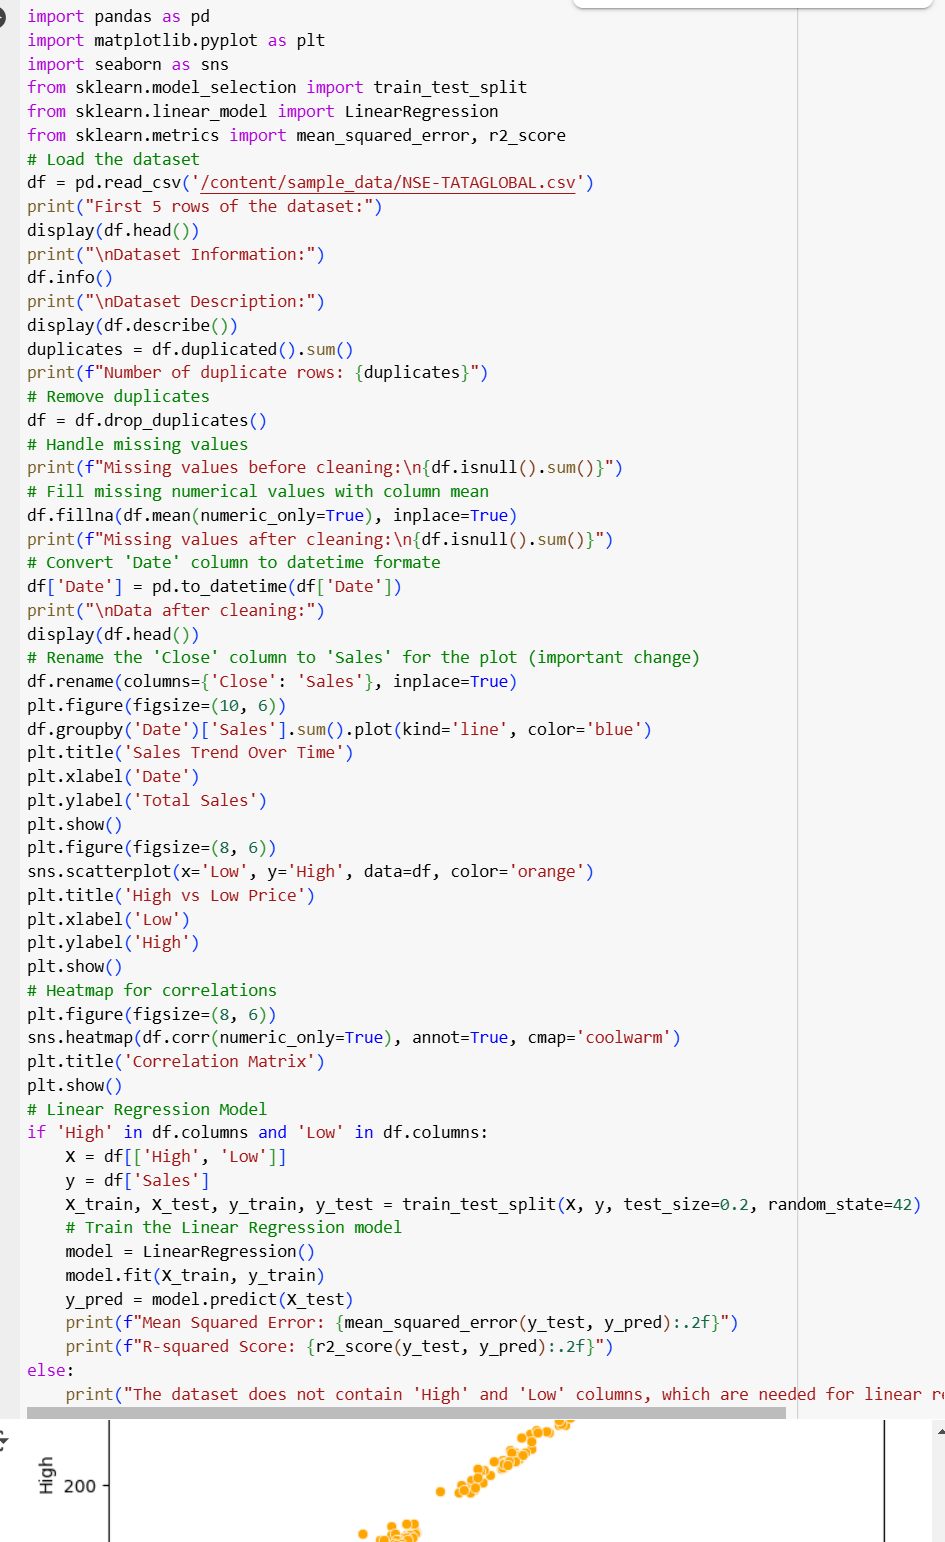 import pandas as pd
import matplotlib.pyplot as plt
import seaborn as sns
from sklearn.model_selection import train_test_split
from sklearn.linear_model import LinearRegression
from sklearn.metrics import mean_squared_error, r2_score
# Load the dataset
df = pd.read_csv('/content/sample_data/NSE-TATAGLOBAL.csv')
print("First 5 rows of the dataset:")
display(df.head())
print("\nDataset Information:")
df.info()
print("\nDataset Description:")
display(df.describe())
duplicates = df.duplicated().sum()
print(f"Number of duplicate rows: {duplicates}")
# Remove duplicates
df = df.drop_duplicates()
# Handle missing values
print(f"Missing values before cleaning:\n{df.isnull().sum()}")
# Fill missing numerical values with column mean
df.fillna(df.mean(numeric_only=True), inplace=True)
print(f"Missing values after cleaning:\n{df.isnull().sum()}")
# Convert 'Date' column to datetime formate
df['Date'] = pd.to_datetime(df['Date'])
print("\nData after cleaning:")
display(df.head())
# Rename the 'Close' column to 'Sales' for the plot (important change)
df.rename(columns={'Close': 'Sales'}, inplace=True)
plt.figure(figsize=(10, 6))
df.groupby('Date')['Sales'].sum().plot(kind='line', color='blue')
plt.title('Sales Trend Over Time')
plt.xlabel('Date')
plt.ylabel('Total Sales')
plt.show()
plt.figure(figsize=(8, 6))
sns.scatterplot(x='Low', y='High', data=df, color='orange')
plt.title('High vs Low Price')
plt.xlabel('Low')
plt.ylabel('High')
plt.show()
# Heatmap for correlations
plt.figure(figsize=(8, 6))
sns.heatmap(df.corr(numeric_only=True), annot=True, cmap='coolwarm')
plt.title('Correlation Matrix')
plt.show()
# Linear Regression Model
if 'High' in df.columns and 'Low' in df.columns:
    X = df[['High', 'Low']]
    y = df['Sales']
    X_train, X_test, y_train, y_test = train_test_split(X, y, test_size=0.2, random_state=42)
    # Train the Linear Regression model
    model = LinearRegression()
    model.fit(X_train, y_train)
    y_pred = model.predict(X_test)
    print(f"Mean Squared Error: {mean_squared_error(y_test, y_pred):.2f}")
    print(f"R-squared Score: {r2_score(y_test, y_pred):.2f}")
else:
    print("The dataset does not contain 'High' and 'Low' columns, which are needed for linear
High
200